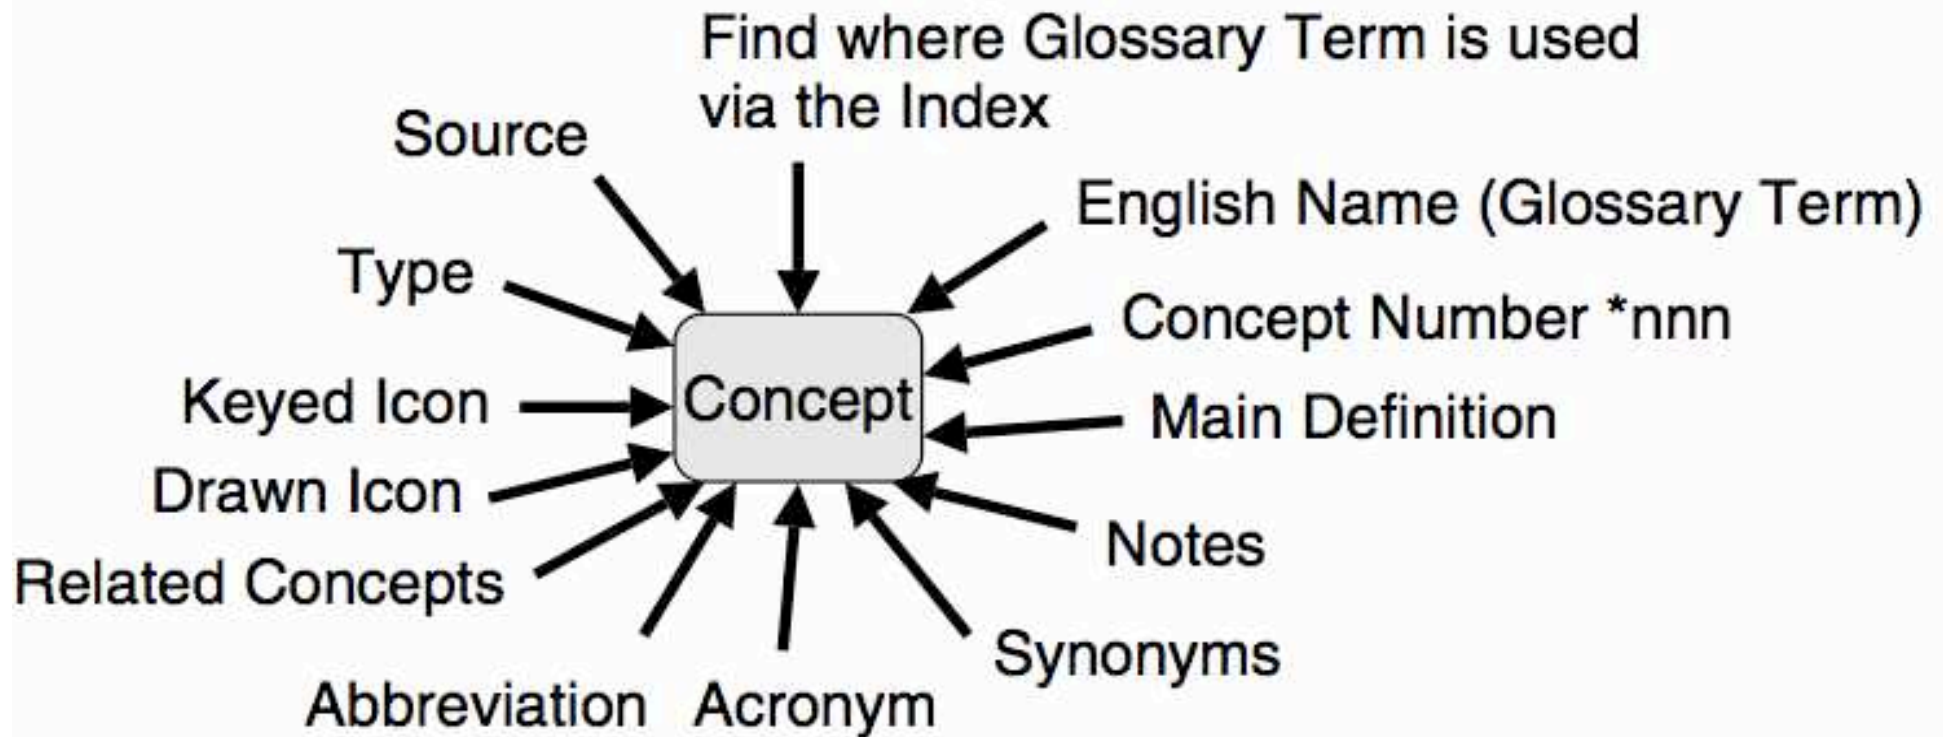 Find where Glossary Term is used
via the Index
Source
English Name (Glossary Term)
Type
Concept Number *nnn
Keyed Icon
Concept
Main Definition
Drawn Icon
Notes
Related Concepts
Synonyms
Abbreviation
Acronym